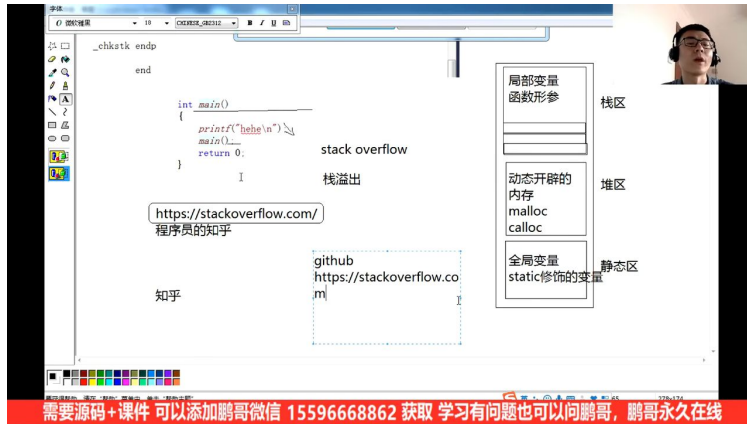 字体
微软雅黑
18
CHINESE_GB2312
B I U
_chkstk endp
end
int main()
{
printf("hehe\n")
main()
return 0;
}
stack overflow
栈溢出
https://stackoverflow.com/
程序员的知乎
知乎
github
https://stackoverflow.co
m
局部变量
函数形参
栈区
动态开辟的
内存
malloc
calloc
堆区
全局变量
static修饰的变量
静态区
A
需要源码+课件 可以添加鹏哥微信 15596668862 获取 学习有问题也可以问鹏哥，鹏哥永久在线